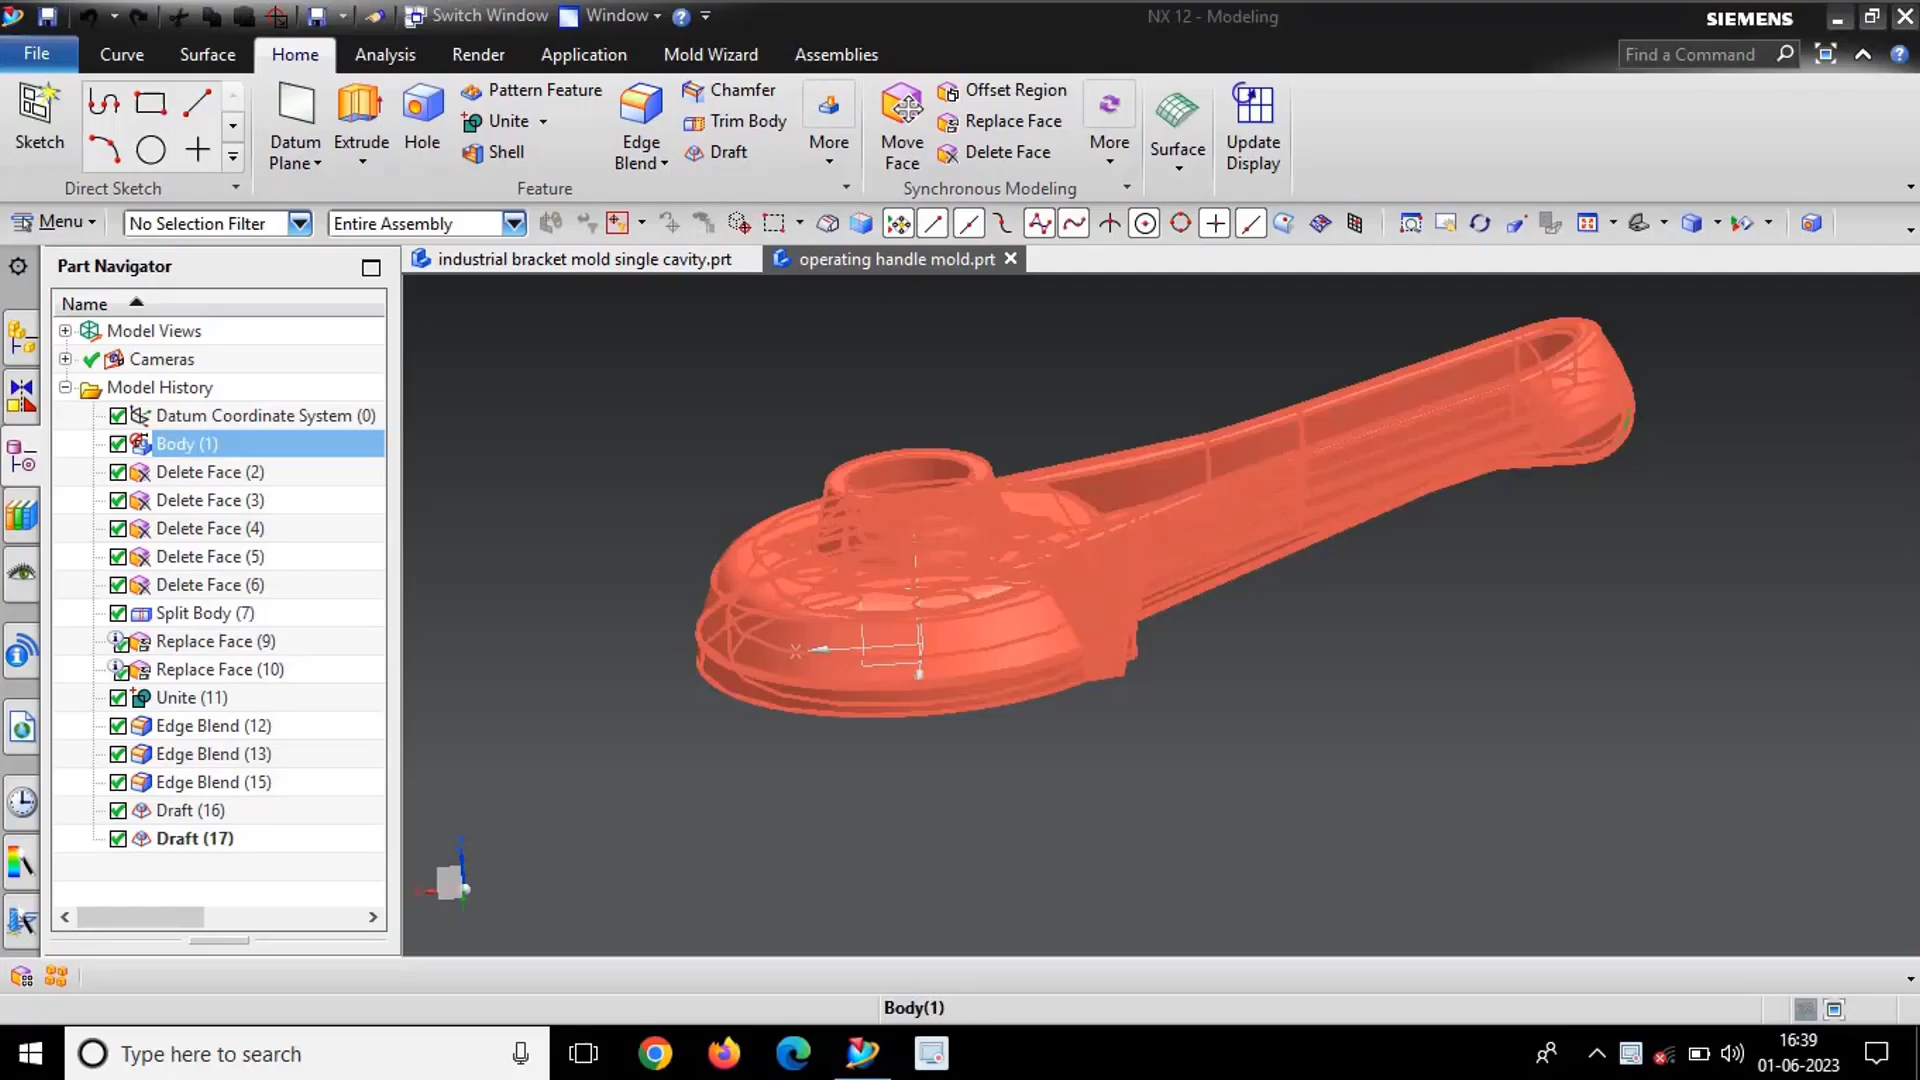 Switch Window Window NX 12 - Modeling SIEMENS
File Curve Surface Home Analysis Render Application Mold Wizard Assemblies Find a Command
Sketch Datum Plane Extrude Hole Pattern Feature Unite Shell Edge Blend Chamfer Trim Body Draft More Move Face Offset Region Replace Face Delete Face More Surface Update Display
Direct Sketch Feature Synchronous Modeling
Menu No Selection Filter Entire Assembly
Part Navigator industrial bracket mold single cavity.prt operating handle mold.prt
Name
Model Views
Cameras
Model History
Datum Coordinate System (0)
Body (1)
Delete Face (2)
Delete Face (3)
Delete Face (4)
Delete Face (5)
Delete Face (6)
Split Body (7)
Replace Face (9)
Replace Face (10)
Unite (11)
Edge Blend (12)
Edge Blend (13)
Edge Blend (15)
Draft (16)
Draft (17)
X
Body(1)
Type here to search
16:39
01-06-2023